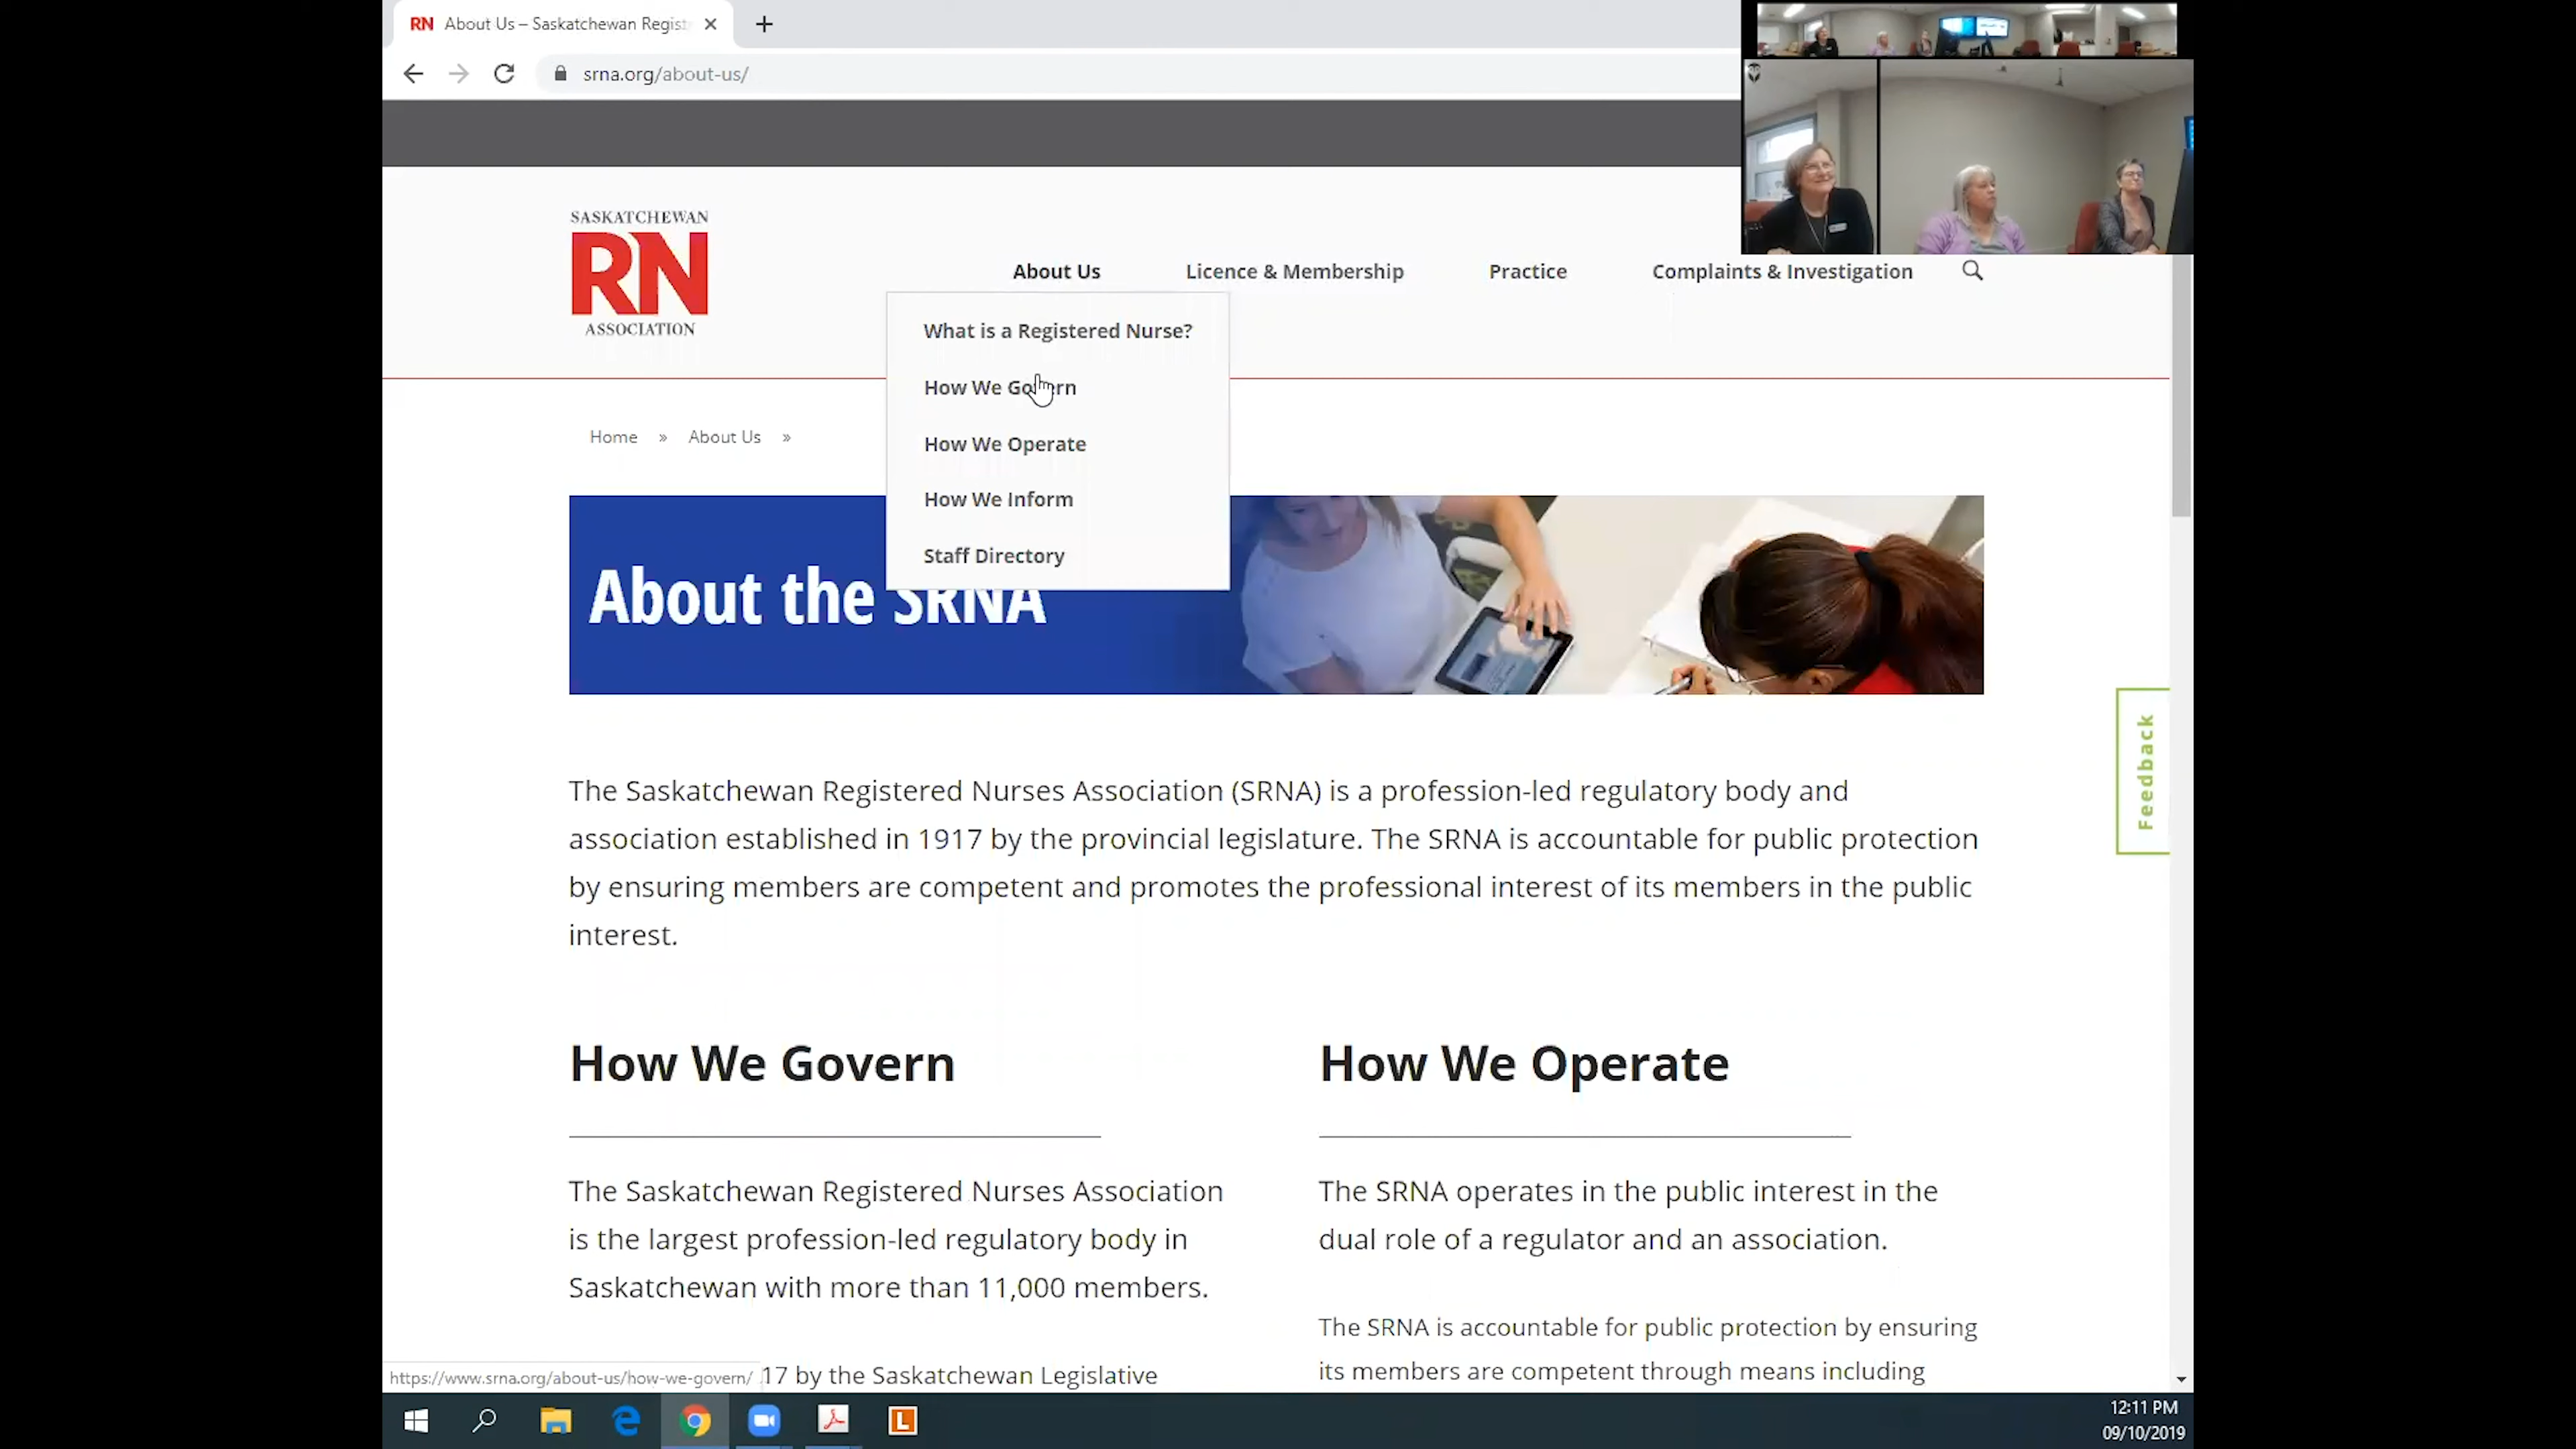 RN About Us – Saskatchewan Regist
srna.org/about-us/
SASKATCHEWAN
RN
ASSOCIATION
About Us
Licence & Membership
Practice
Complaints & Investigation
What is a Registered Nurse?
How We Govern
How We Operate
How We Inform
Staff Directory
Home » About Us »
About the SRNA
The Saskatchewan Registered Nurses Association (SRNA) is a profession-led regulatory body and
association established in 1917 by the provincial legislature. The SRNA is accountable for public protection
by ensuring members are competent and promotes the professional interest of its members in the public
interest.
Feedback
How We Govern
The Saskatchewan Registered Nurses Association
is the largest profession-led regulatory body in
Saskatchewan with more than 11,000 members.
17 by the Saskatchewan Legislative
How We Operate
The SRNA operates in the public interest in the
dual role of a regulator and an association.
The SRNA is accountable for public protection by ensuring
its members are competent through means including
https://www.srna.org/about-us/how-we-govern/
L
12:11 PM
09/10/2019